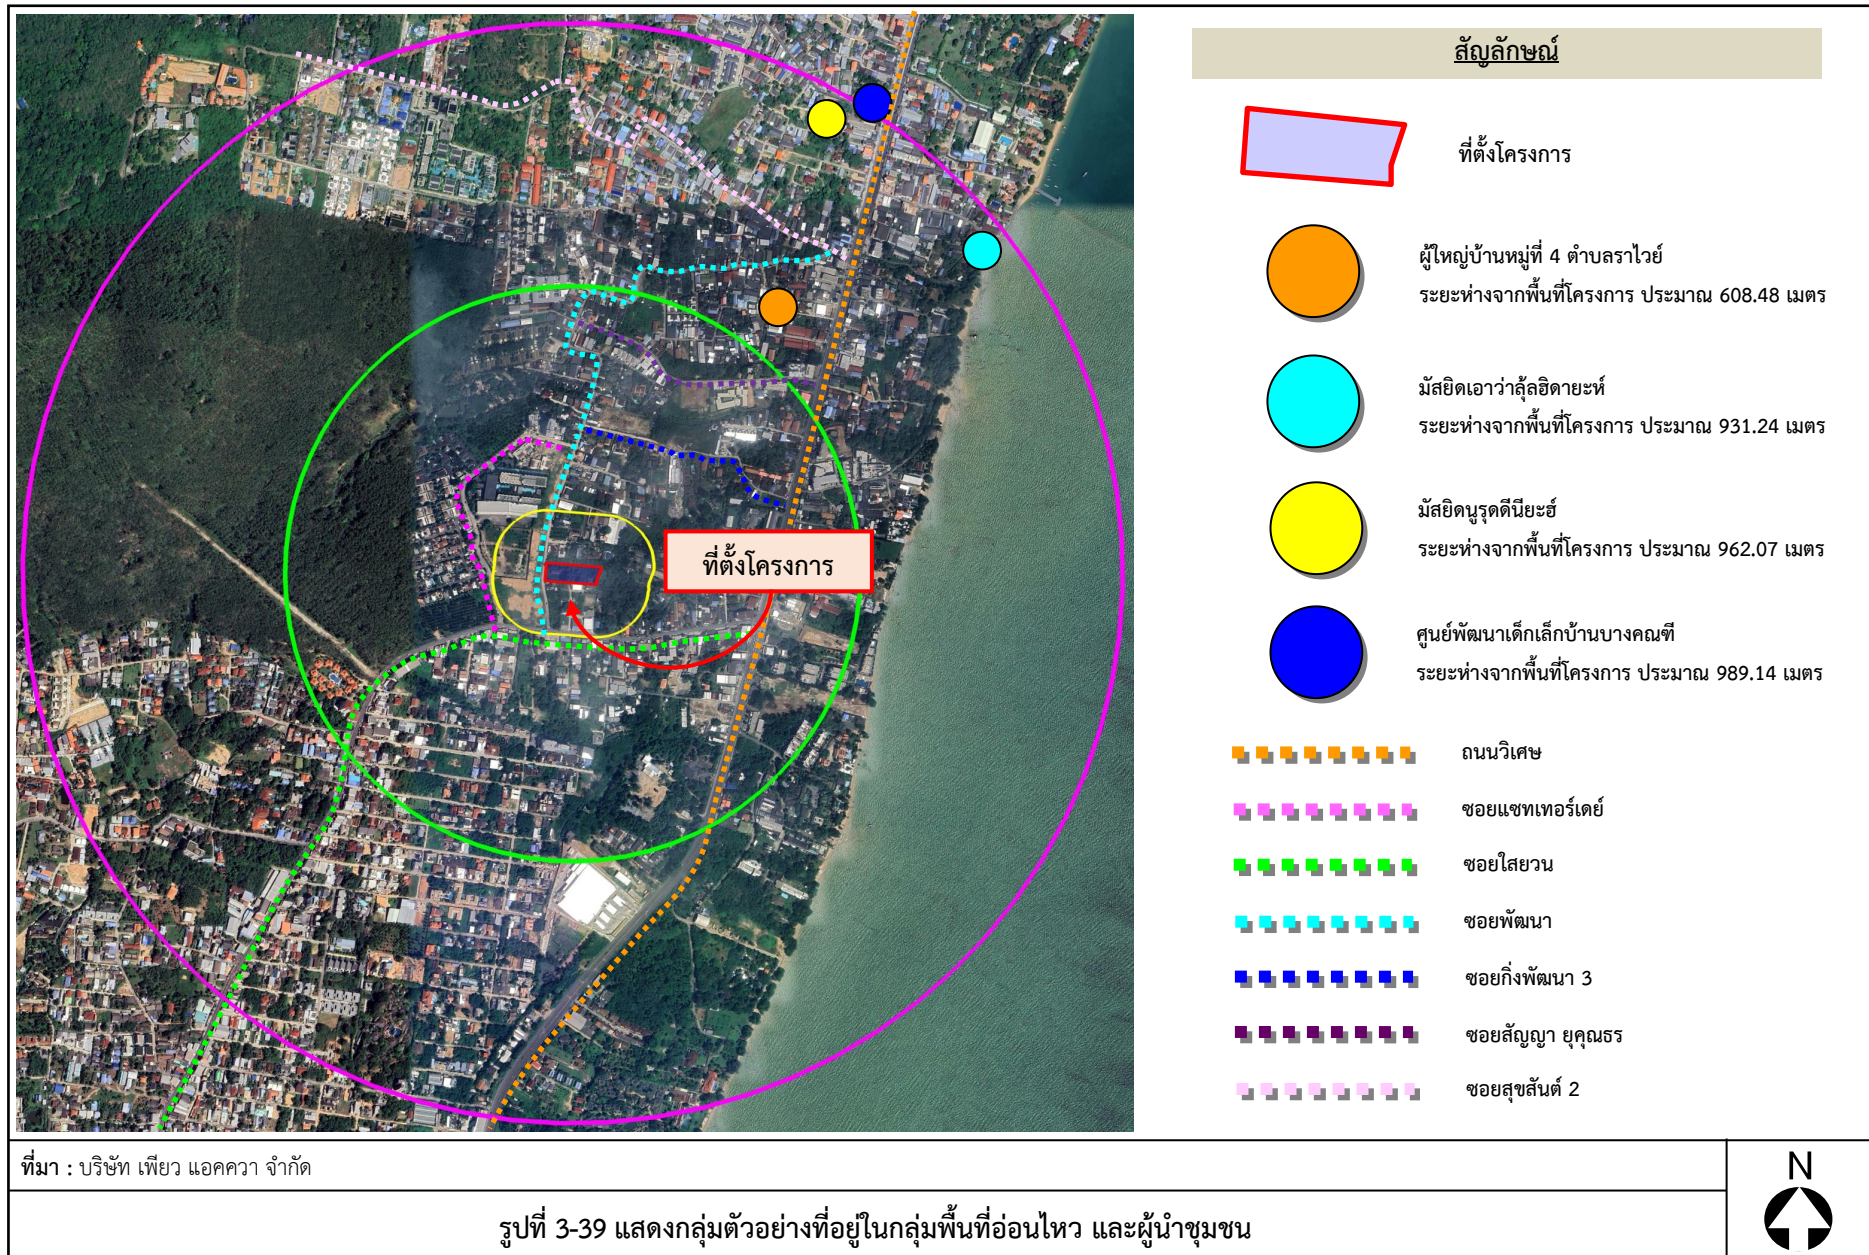 สัญลักษณ์
ที่ตั้งโครงการ
ผู้ใหญ่บ้านหมู่ที่ 4 ตำบลราไวย์
ระยะห่างจากพื้นที่โครงการ ประมาณ 608.48 เมตร
มัสยิดเอาว่าลุ้ลฮิดายะห์
ระยะห่างจากพื้นที่โครงการ ประมาณ 931.24 เมตร
มัสยิดนูรุดดีนียะฮ์
ระยะห่างจากพื้นที่โครงการ ประมาณ 962.07 เมตร
ศูนย์พัฒนาเด็กเล็กบ้านบางคณฑี
ระยะห่างจากพื้นที่โครงการ ประมาณ 989.14 เมตร
ถนนวิเศษ
ซอยแซทเทอร์เดย์
ซอยใสยวน
ซอยพัฒนา
ซอยกิ่งพัฒนา 3
ซอยสัญญา ยุคุณธร
ซอยสุขสันต์ 2
ที่ตั้งโครงการ
ที่มา : บริษัท เพียว แอคควา จำกัด
รูปที่ 3-39 แสดงกลุ่มตัวอย่างที่อยู่ในกลุ่มพื้นที่อ่อนไหว และผู้นำชุมชน
N